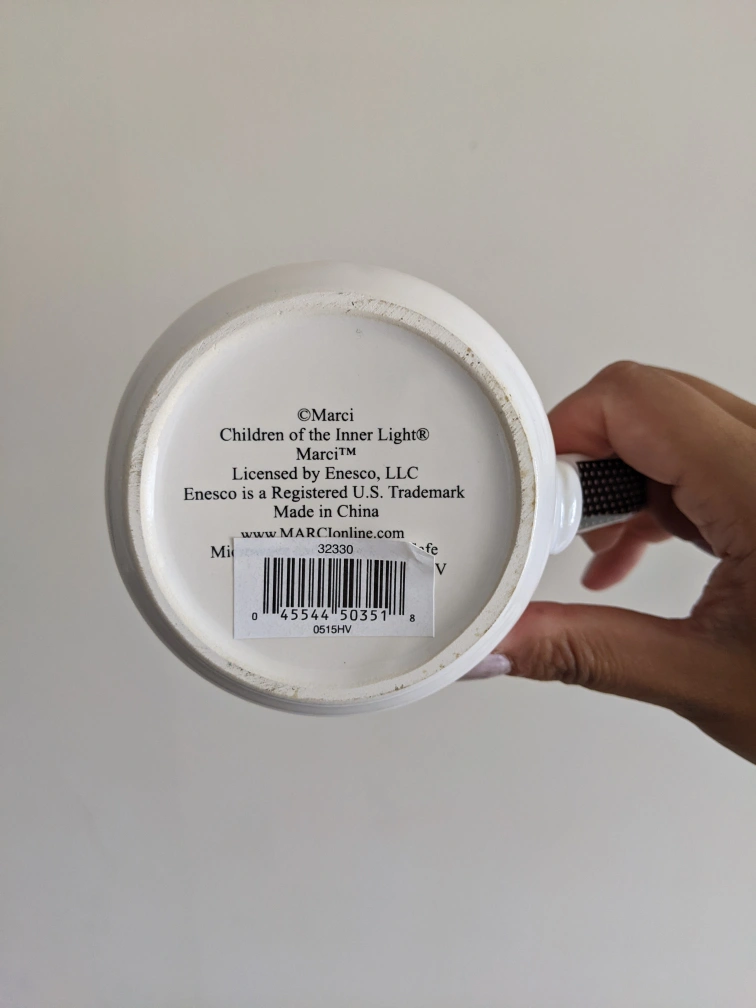 ©Marci
Children of the Inner Light®
Marci™
Licensed by Enesco, LLC
Enesco is a Registered U.S. Trademark
Made in China
www.MARCIonline.com
32330
0 45544 50351 8
0515HV